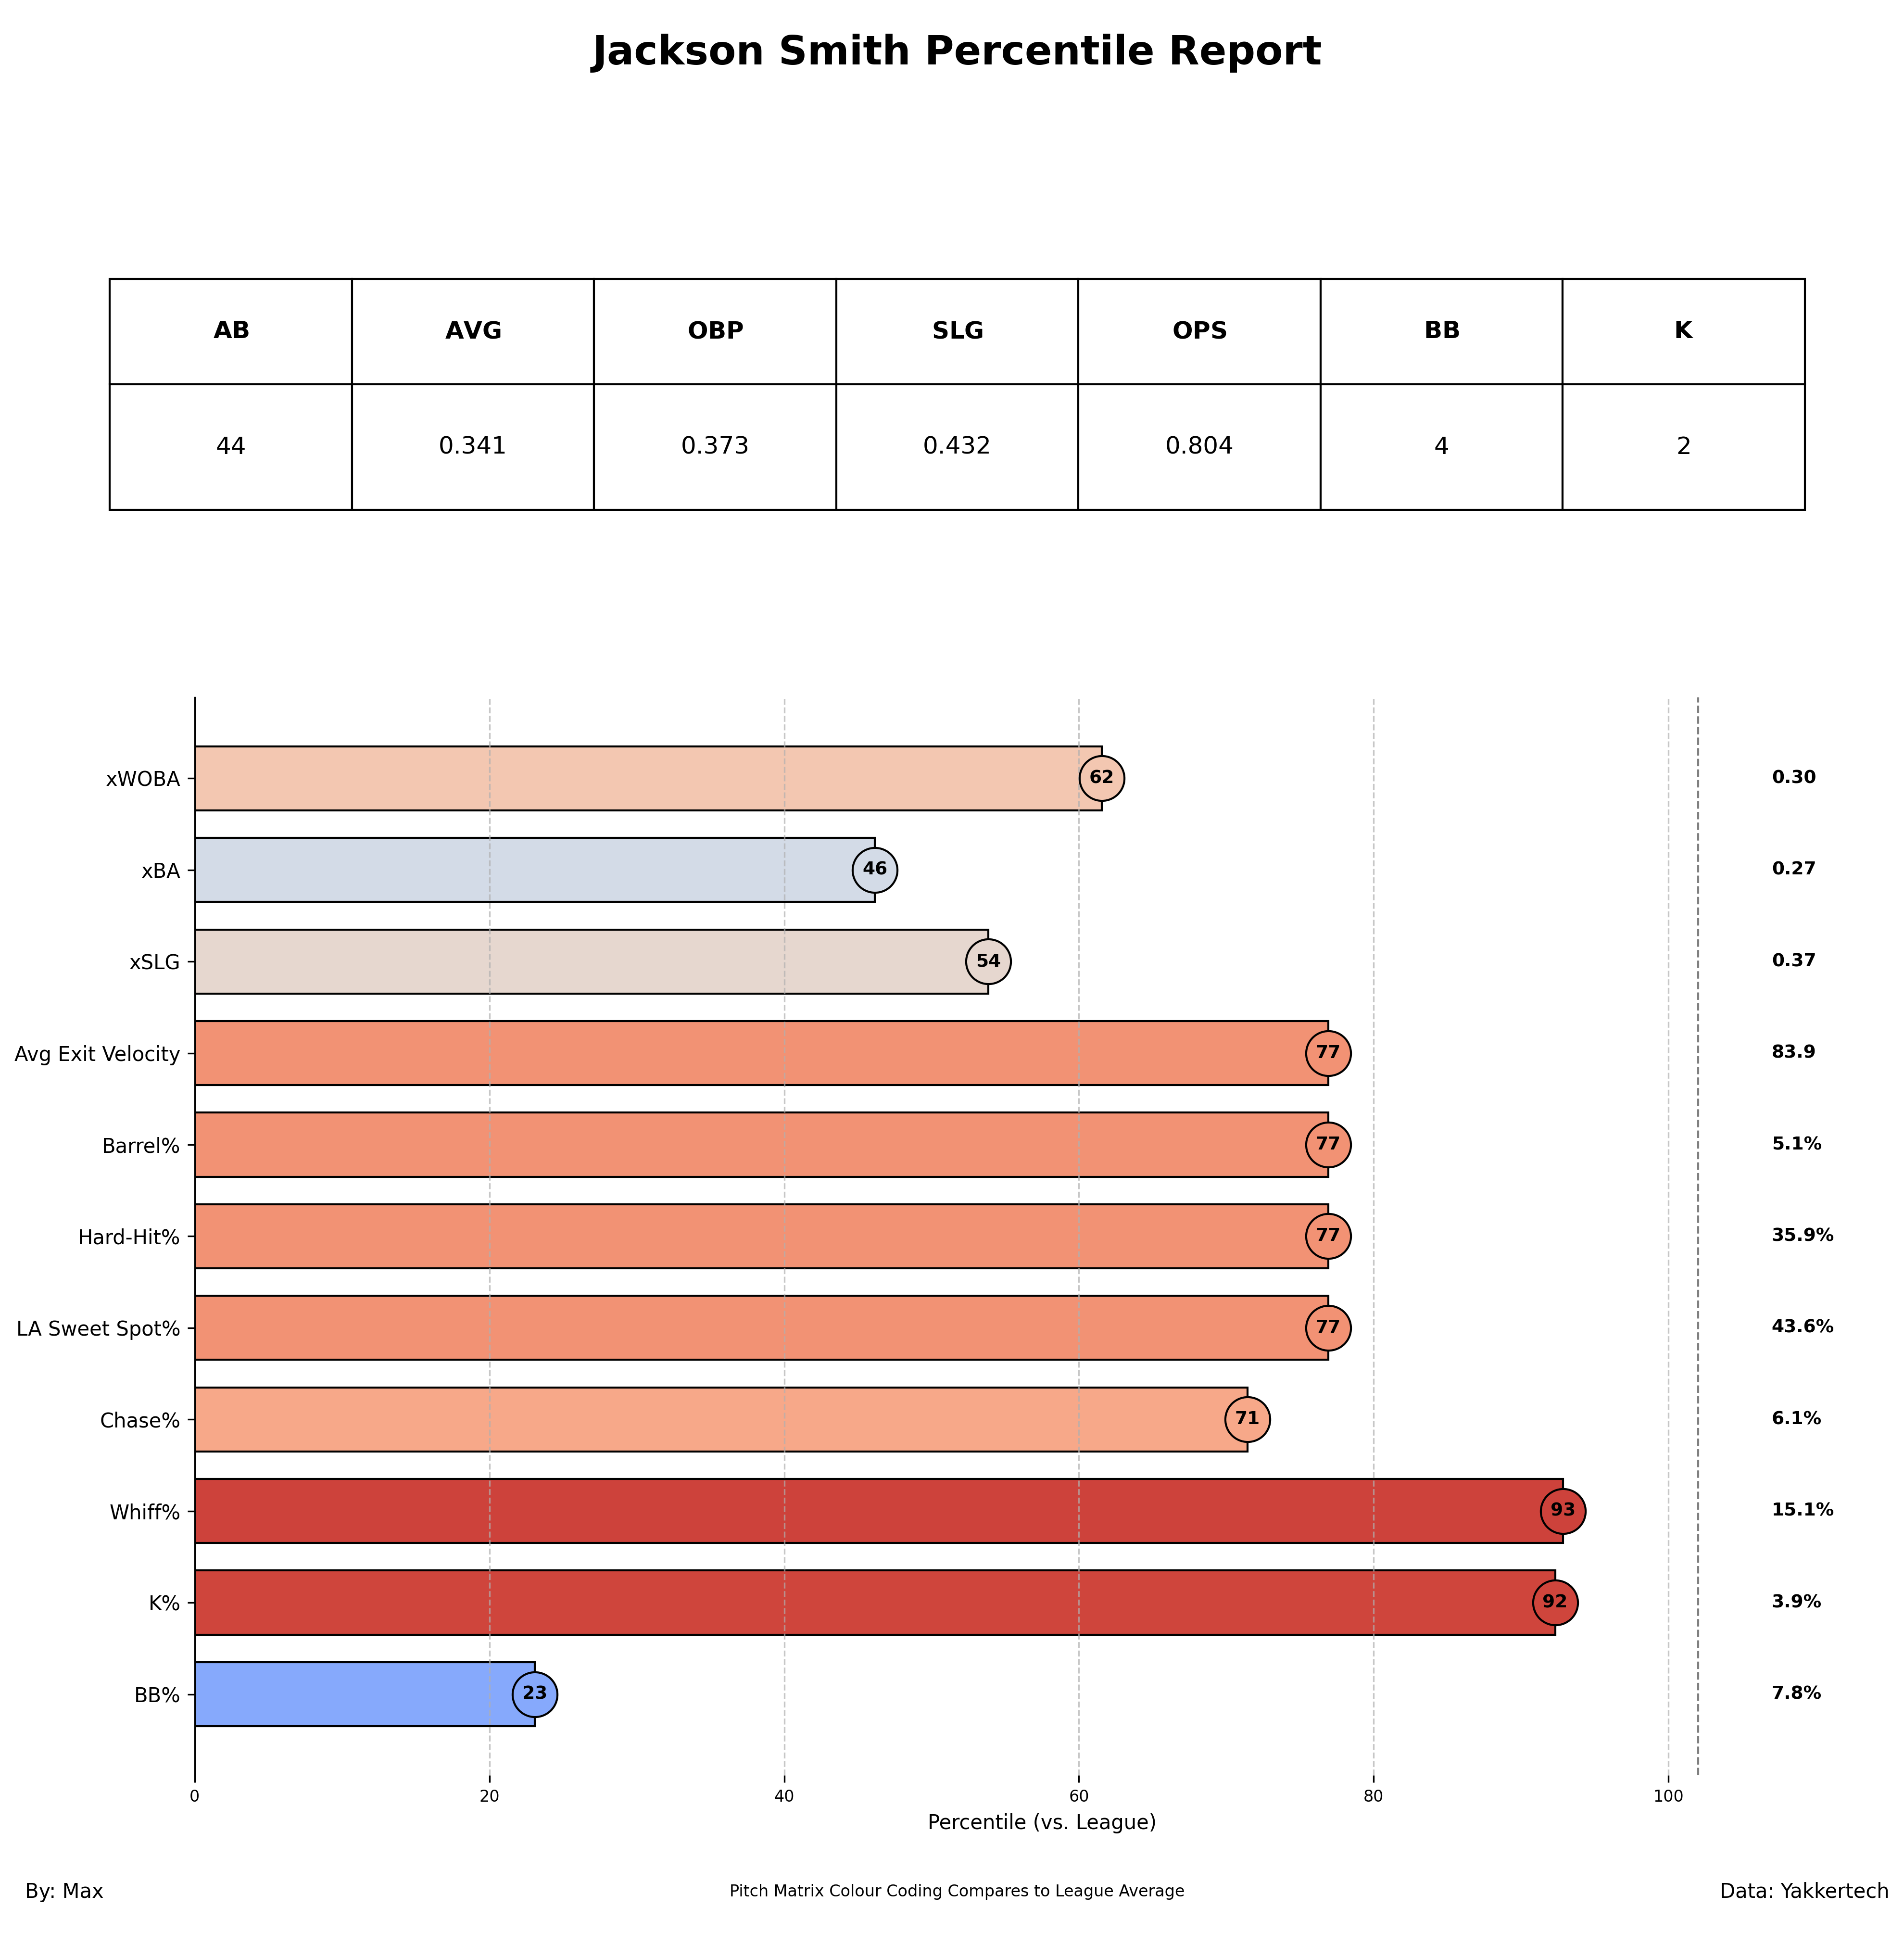 Jackson Smith Percentile Report
AB AVG OBP SLG OPS BB K
44 0.341 0.373 0.432 0.804 4 2
xWOBA 62 0.30
xBA 46 0.27
xSLG 54 0.37
Avg Exit Velocity 77 83.9
Barrel% 77 5.1%
Hard-Hit% 77 35.9%
LA Sweet Spot% 77 43.6%
Chase% 71 6.1%
Whiff% 93 15.1%
K% 92 3.9%
BB% 23 7.8%
0 20 40 60 80 100
Percentile (vs. League)
By: Max Pitch Matrix Colour Coding Compares to League Average Data: Yakkertech